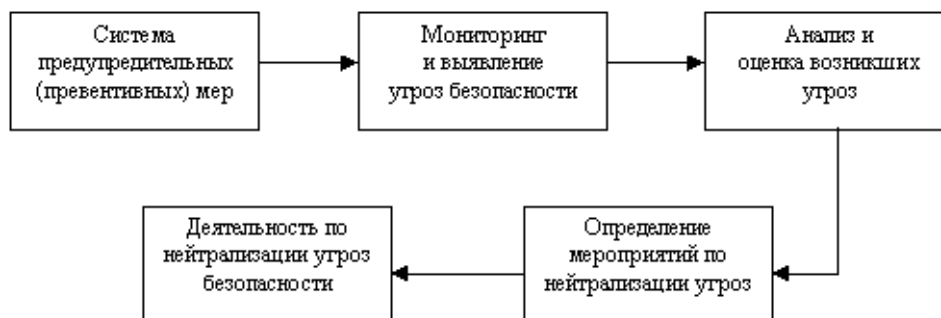 Система
предупредительных
(превентивных) мер
Мониторинг
и выявление
угроз безопасности
Анализ и
оценка возникших
угроз
Определение
мероприятий по
нейтрализации угроз
Деятельность по
нейтрализации угроз
безопасности